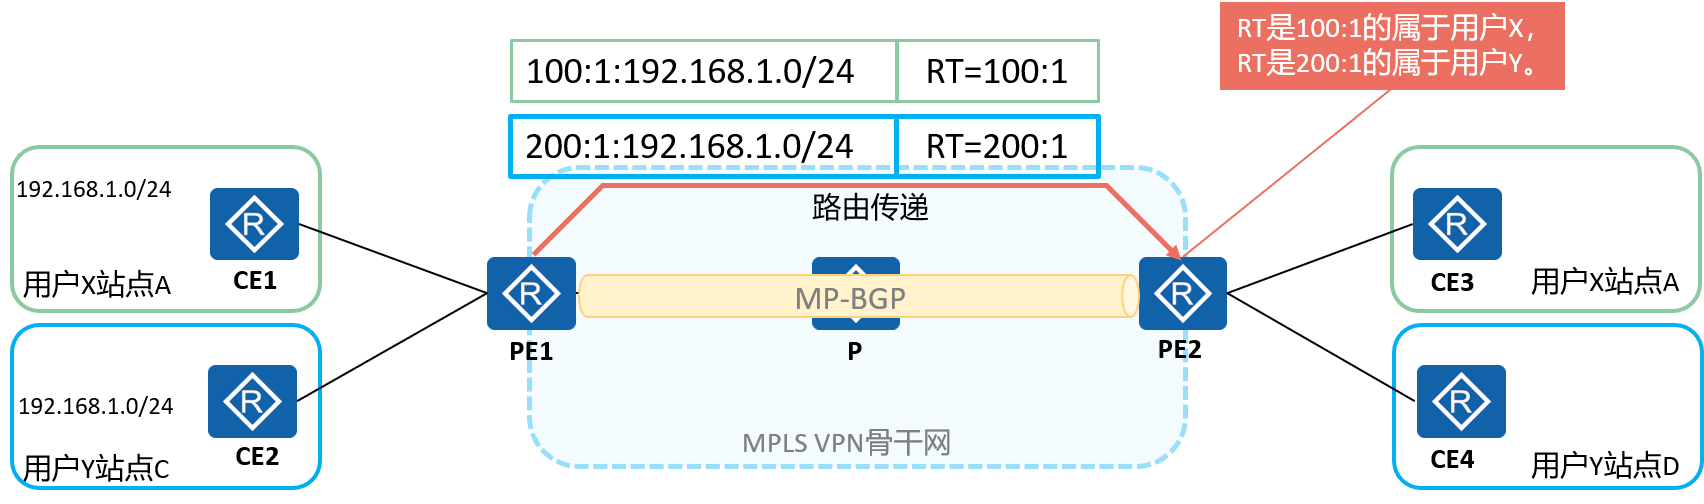 RT是100:1的属于用户X，
RT是200:1的属于用户Y。
100:1:192.168.1.0/24 RT=100:1
200:1:192.168.1.0/24 RT=200:1
路由传递
192.168.1.0/24
R
CE1
用户X站点A
192.168.1.0/24
R
CE2
用户Y站点C
R
PE1
MP-BGP
P
R
PE2
MPLS VPN骨干网
R
CE3
用户X站点A
R
CE4
用户Y站点D